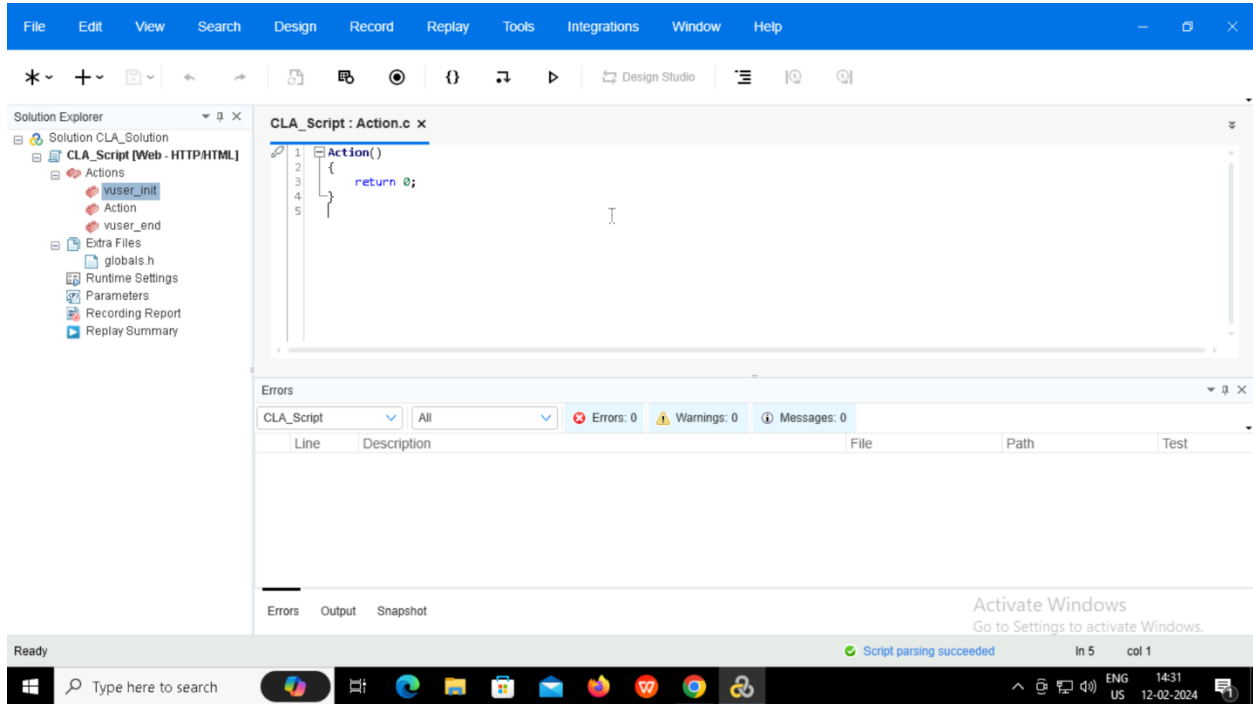 File Edit View Search Design Record Replay Tools Integrations Window Help
{} Design Studio
Solution Explorer
CLA_Script : Action.c
Solution CLA_Solution
CLA_Script [Web - HTTP/HTML]
Actions
vuser_init
Action
vuser_end
Extra Files
globals.h
Runtime Settings
Parameters
Recording Report
Replay Summary
1 Action()
2 {
3 return 0;
4 }
5
Errors
CLA_Script All Errors: 0 Warnings: 0 Messages: 0
Line Description File Path Test
Errors Output Snapshot
Activate Windows
Go to Settings to activate Windows.
Ready Script parsing succeeded ln 5 col 1
Type here to search
ENG
US
14:31
12-02-2024
1